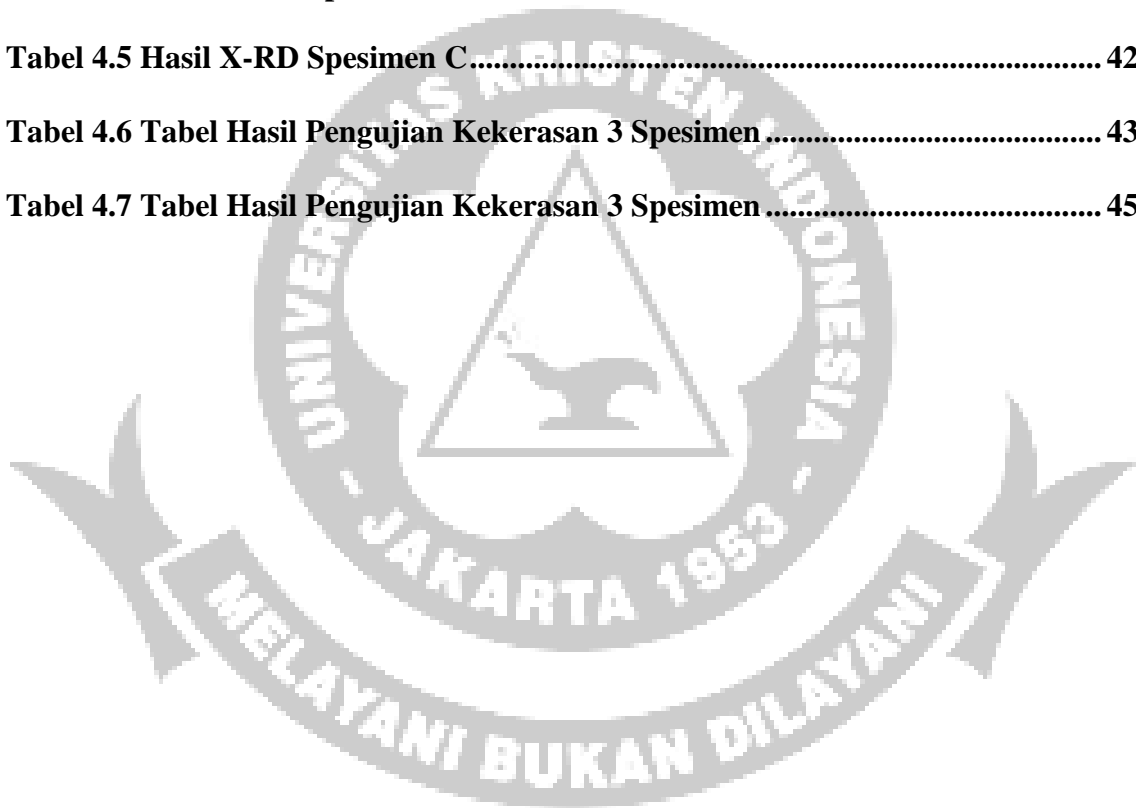 Tabel 4.5 Hasil X-RD Spesimen C.......................................................................... 42
Tabel 4.6 Tabel Hasil Pengujian Kekerasan 3 Spesimen ....................................... 43
Tabel 4.7 Tabel Hasil Pengujian Kekerasan 3 Spesimen ....................................... 45
UNIVERSITAS KRISTEN INDONESIA
- JAKARTA 1953 -
MELAYANI BUKAN DILAYANI